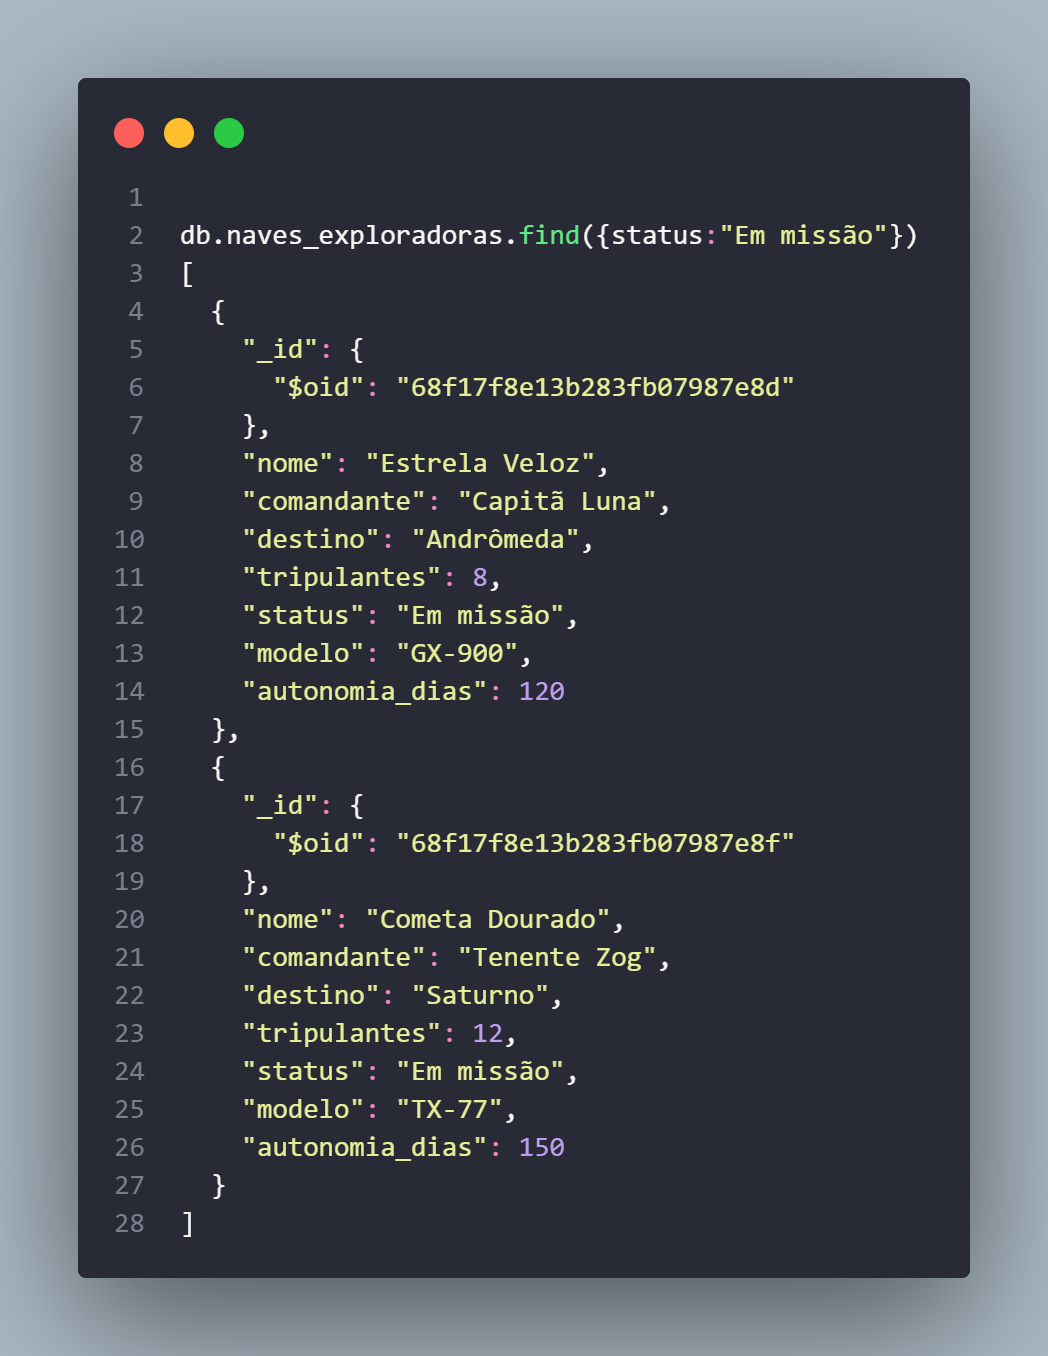 1
2 db.naves_exploradoras.find({status:"Em missão"})
3 [
4   {
5     "_id": {
6       "$oid": "68f17f8e13b283fb07987e8d"
7     },
8     "nome": "Estrela Veloz",
9     "comandante": "Capitã Luna",
10     "destino": "Andrômeda",
11     "tripulantes": 8,
12     "status": "Em missão",
13     "modelo": "GX-900",
14     "autonomia_dias": 120
15   },
16   {
17     "_id": {
18       "$oid": "68f17f8e13b283fb07987e8f"
19     },
20     "nome": "Cometa Dourado",
21     "comandante": "Tenente Zog",
22     "destino": "Saturno",
23     "tripulantes": 12,
24     "status": "Em missão",
25     "modelo": "TX-77",
26     "autonomia_dias": 150
27   }
28 ]